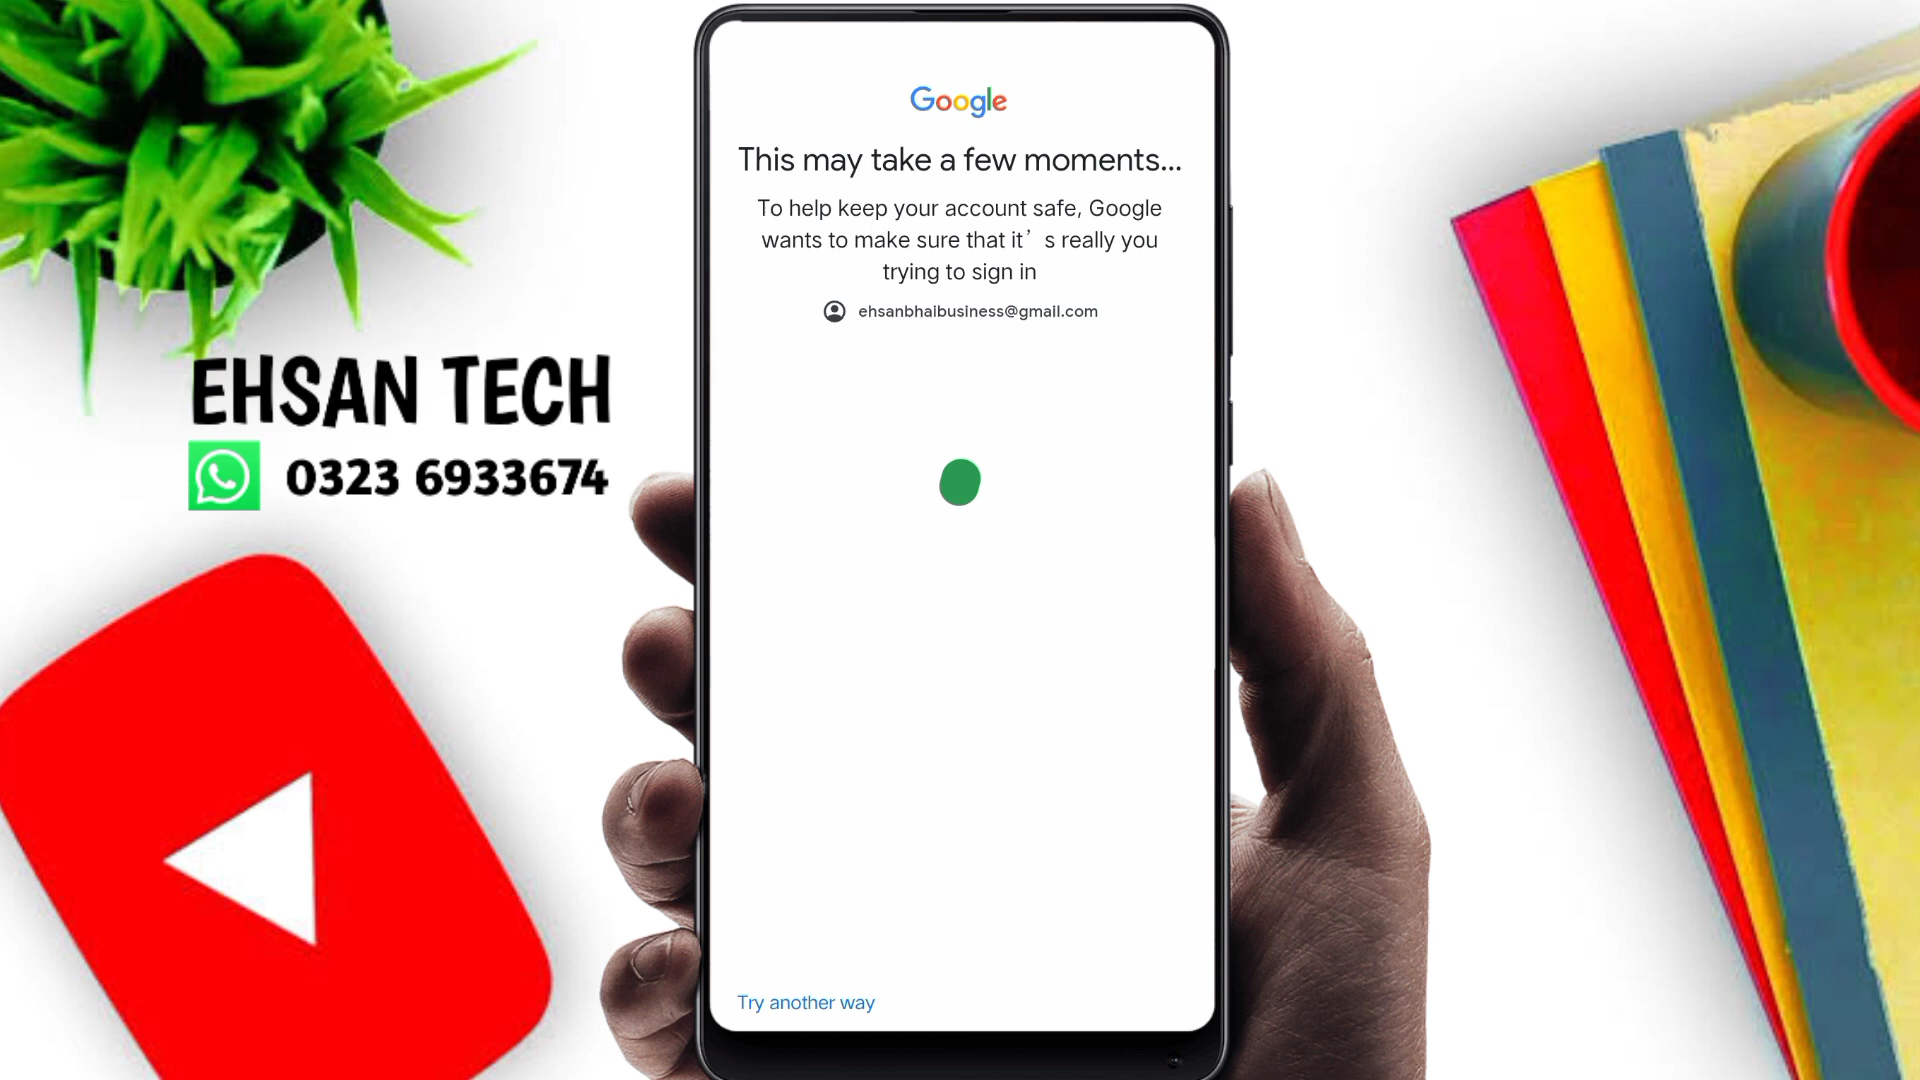 Google
This may take a few moments...
To help keep your account safe, Google
wants to make sure that it’s really you
trying to sign in
ehsanbhaibusiness@gmail.com
Try another way
EHSAN TECH
0323 6933674